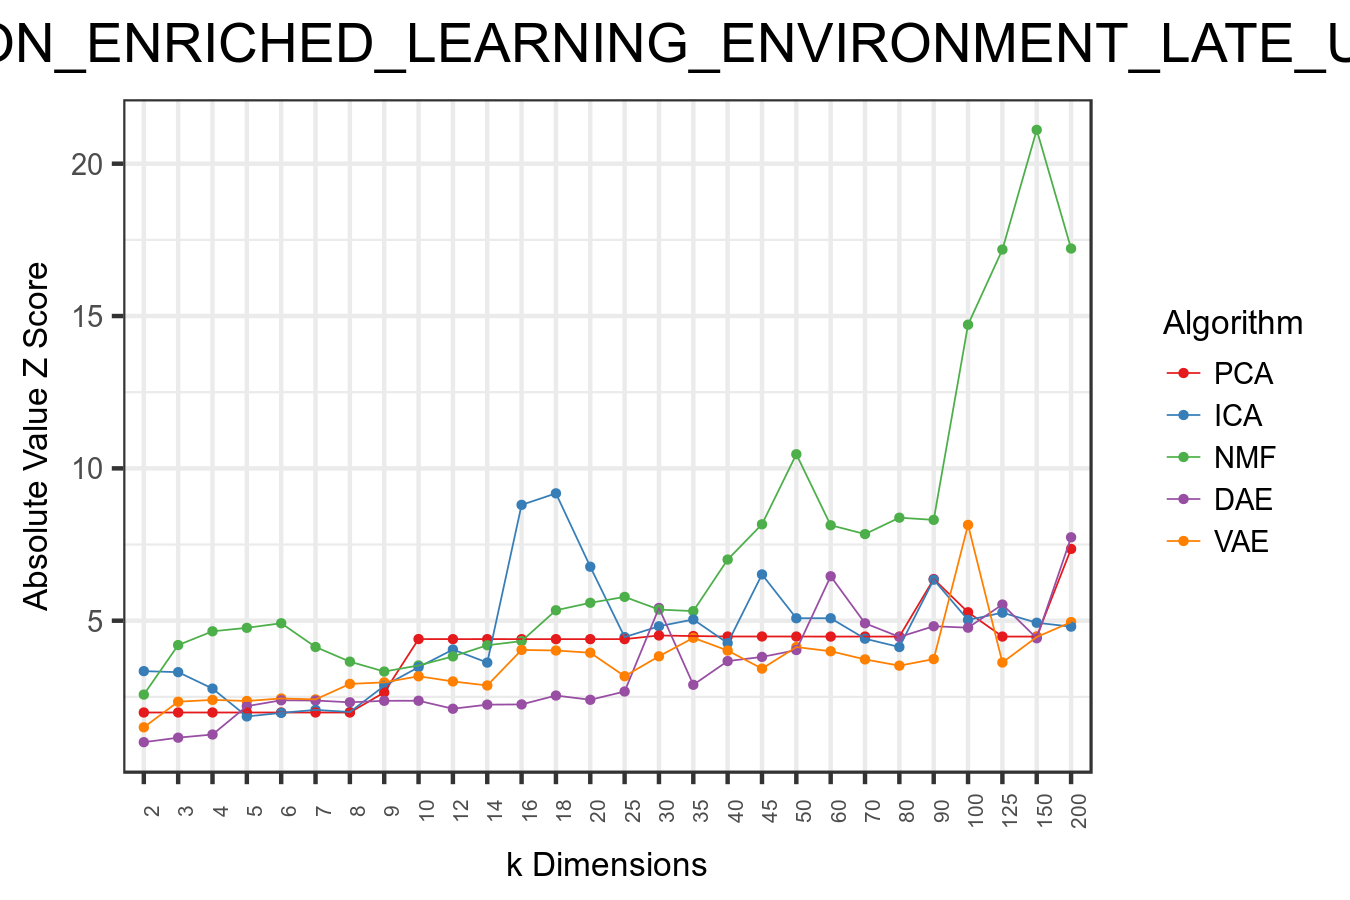 ON_ENRICHED_LEARNING_ENVIRONMENT_LATE_U
20
15
10
5
Absolute Value Z Score
2 3 4 5 6 7 8 9 10 12 14 16 18 20 25 30 35 40 45 50 60 70 80 90 100 125 150 200
k Dimensions
Algorithm
PCA
ICA
NMF
DAE
VAE